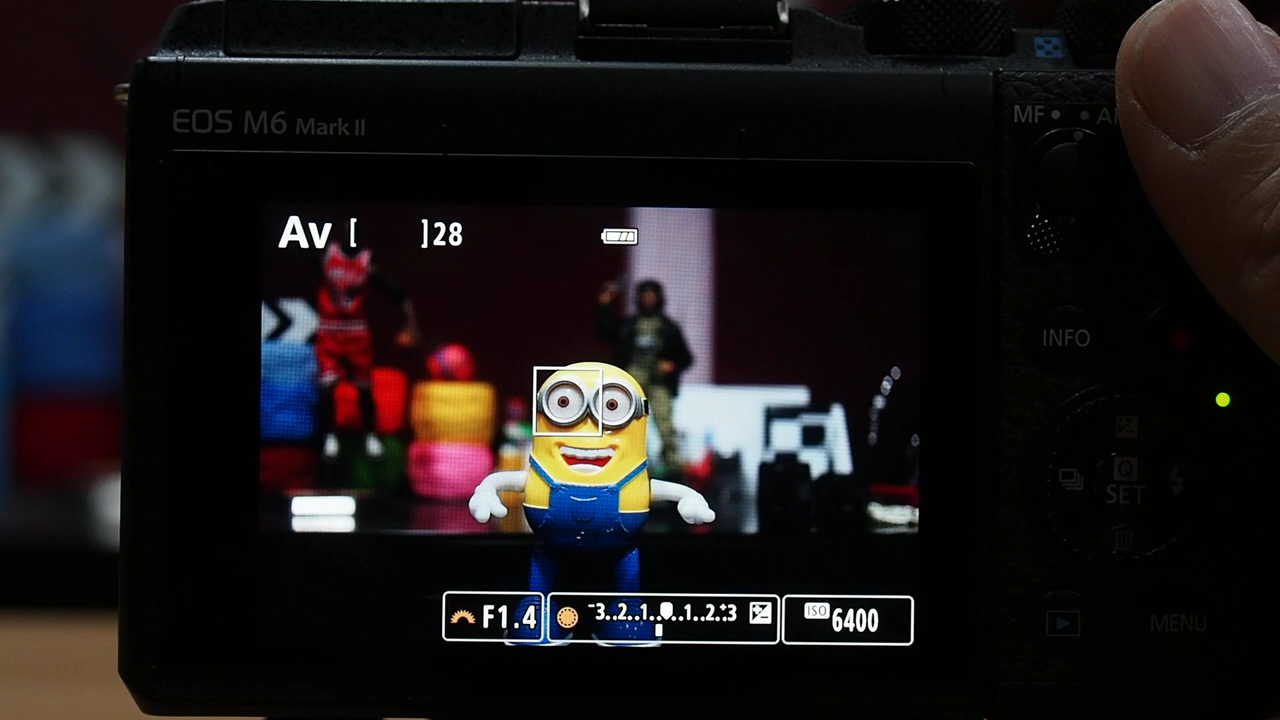 EOS M6 Mark II
MF • • A
Av [ ]28
INFO
Q
SET
F1.4 -3..2..1..0..1..2..+3 ISO 6400
MENU